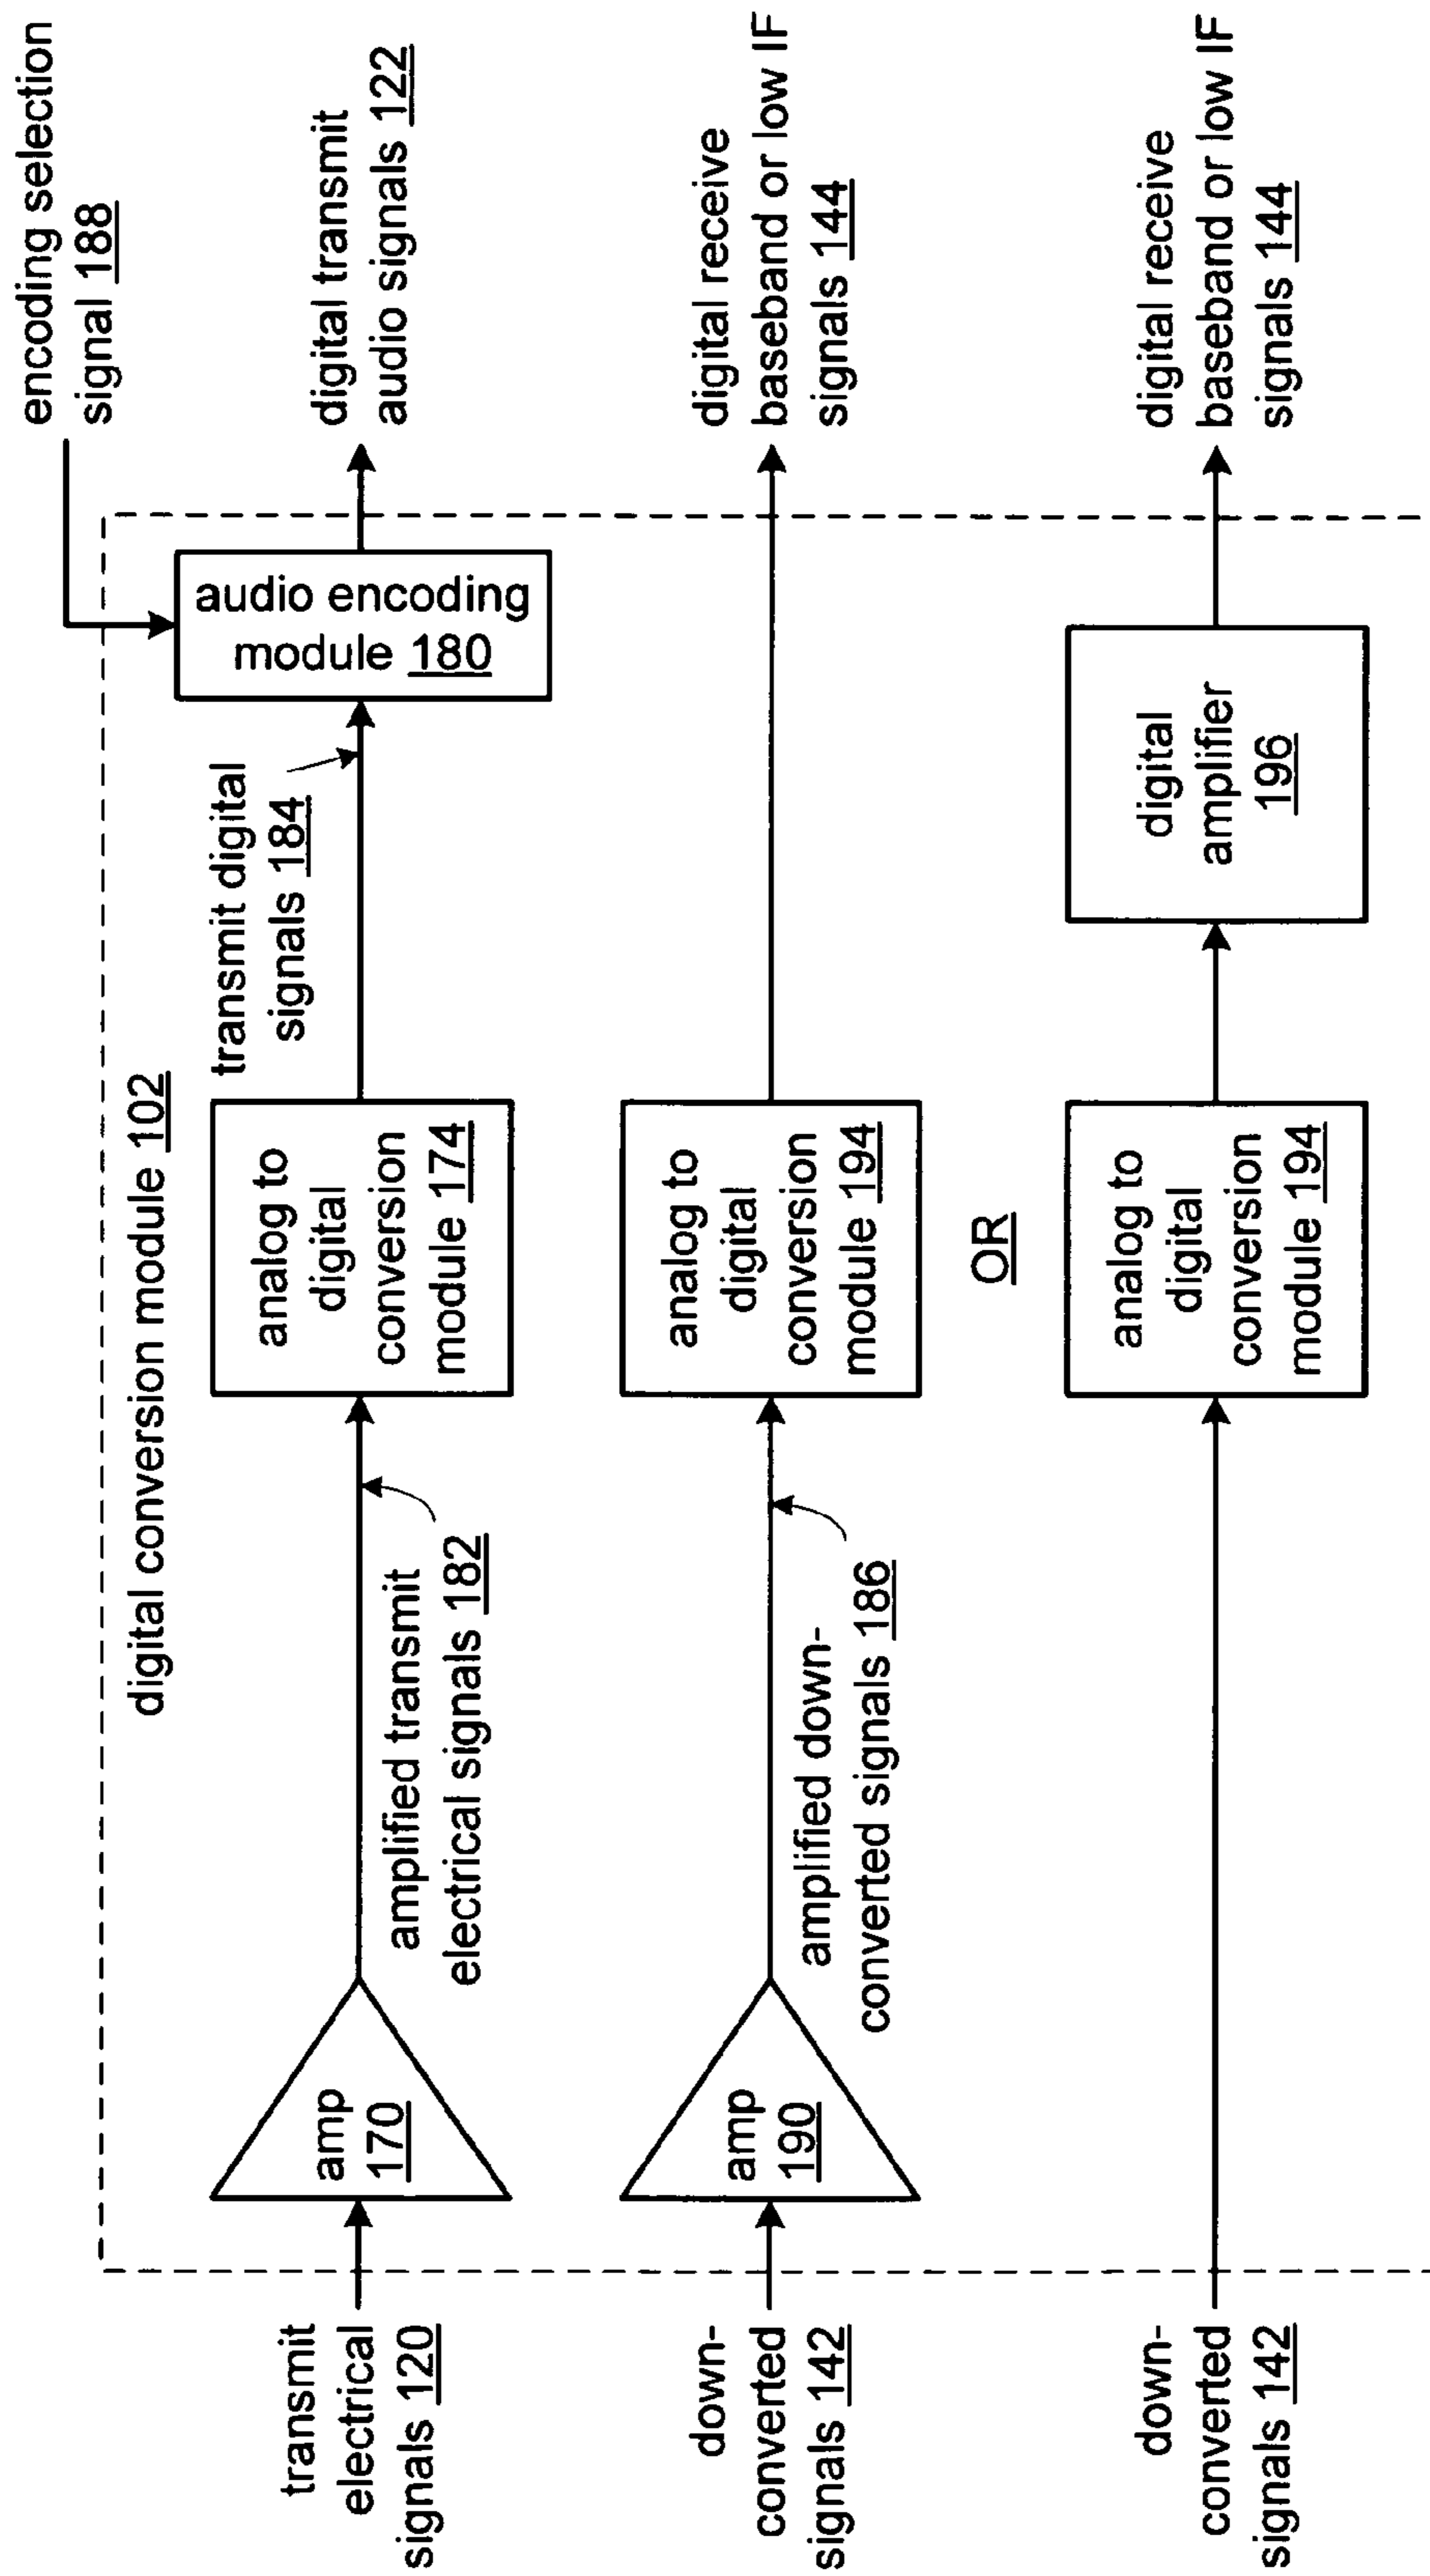 encoding selection
signal 188
digital conversion module 102
transmit
electrical
signals 120
amp
170
amplified transmit
electrical signals 182
analog to
digital
conversion
module 174
transmit digital
signals 184
audio encoding
module 180
digital transmit
audio signals 122
down-
converted
signals 142
amp
190
amplified down-
converted signals 186
analog to
digital
conversion
module 194
digital receive
baseband or low IF
signals 144
OR
down-
converted
signals 142
analog to
digital
conversion
module 194
digital
amplifier
196
digital receive
baseband or low IF
signals 144